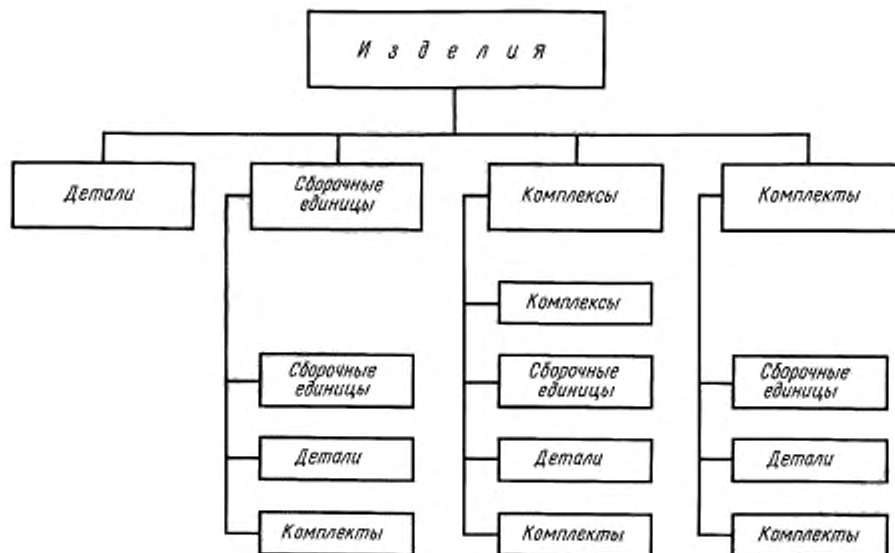 Изделия
Детали
Сборочные
единицы
Комплексы
Комплекты
Комплексы
Сборочные
единицы
Сборочные
единицы
Сборочные
единицы
Детали
Детали
Детали
Комплекты
Комплекты
Комплекты